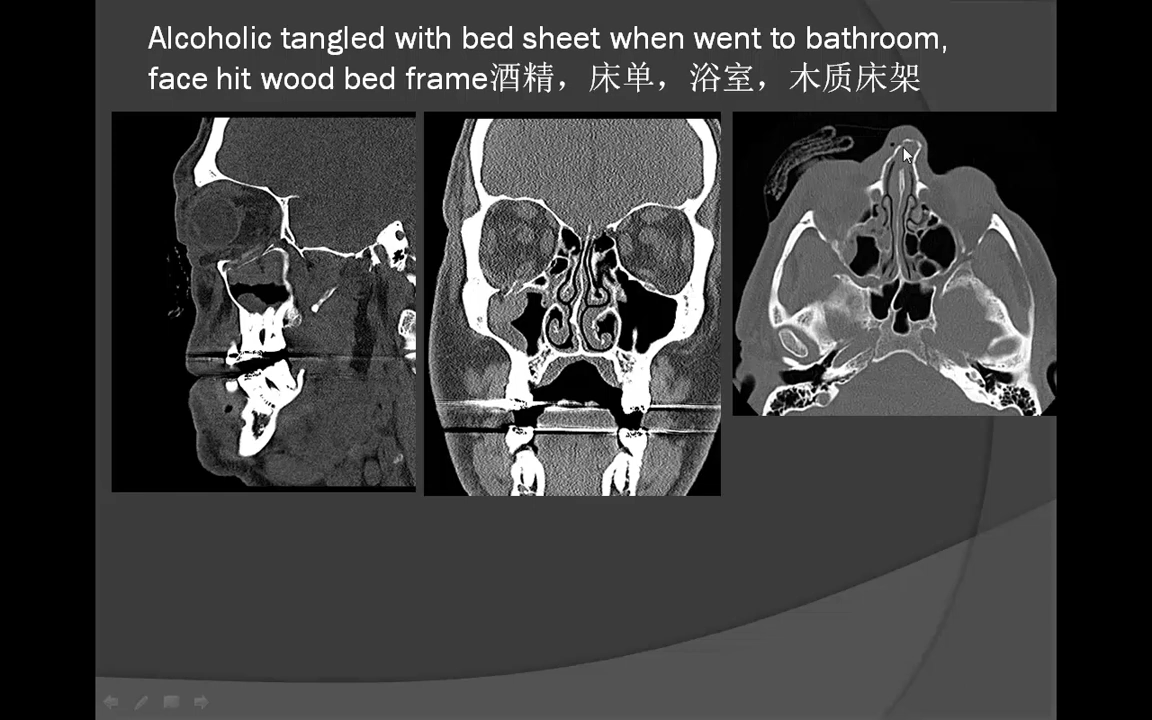 Alcoholic tangled with bed sheet when went to bathroom,
face hit wood bed frame酒精，床单，浴室，木质床架